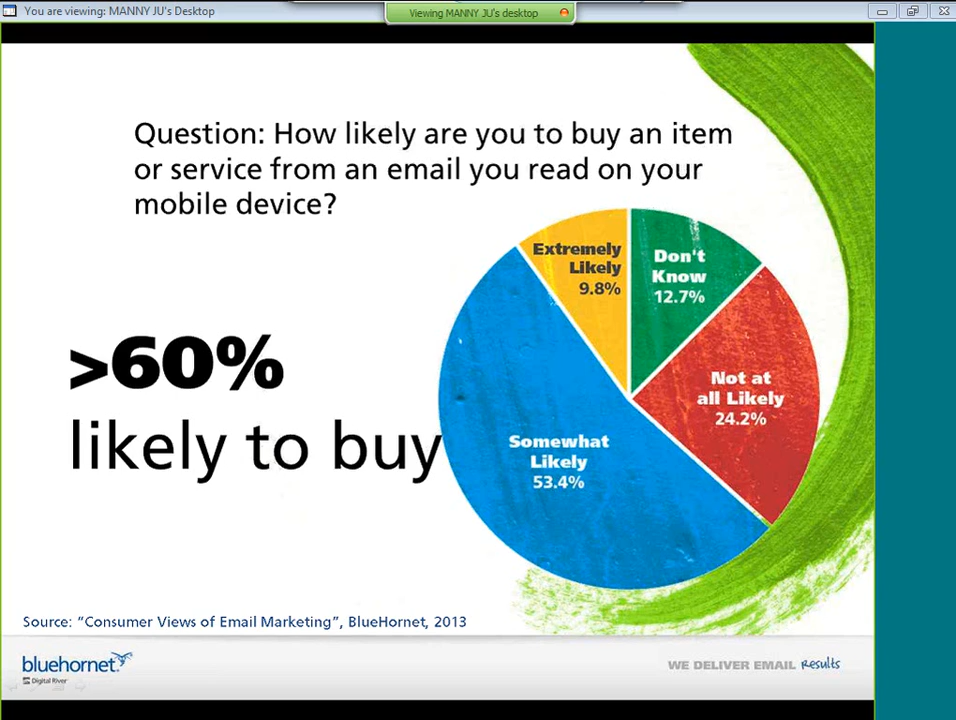 You are viewing: MANNY JU's Desktop
Viewing MANNY JU's desktop
Question: How likely are you to buy an item
or service from an email you read on your
mobile device?
Extremely
Likely
9.8%
Don't
Know
12.7%
>60%
likely to buy
Not at
all Likely
24.2%
Somewhat
Likely
53.4%
Source: “Consumer Views of Email Marketing”, BlueHornet, 2013
bluehornet
Digital River
WE DELIVER EMAIL Results